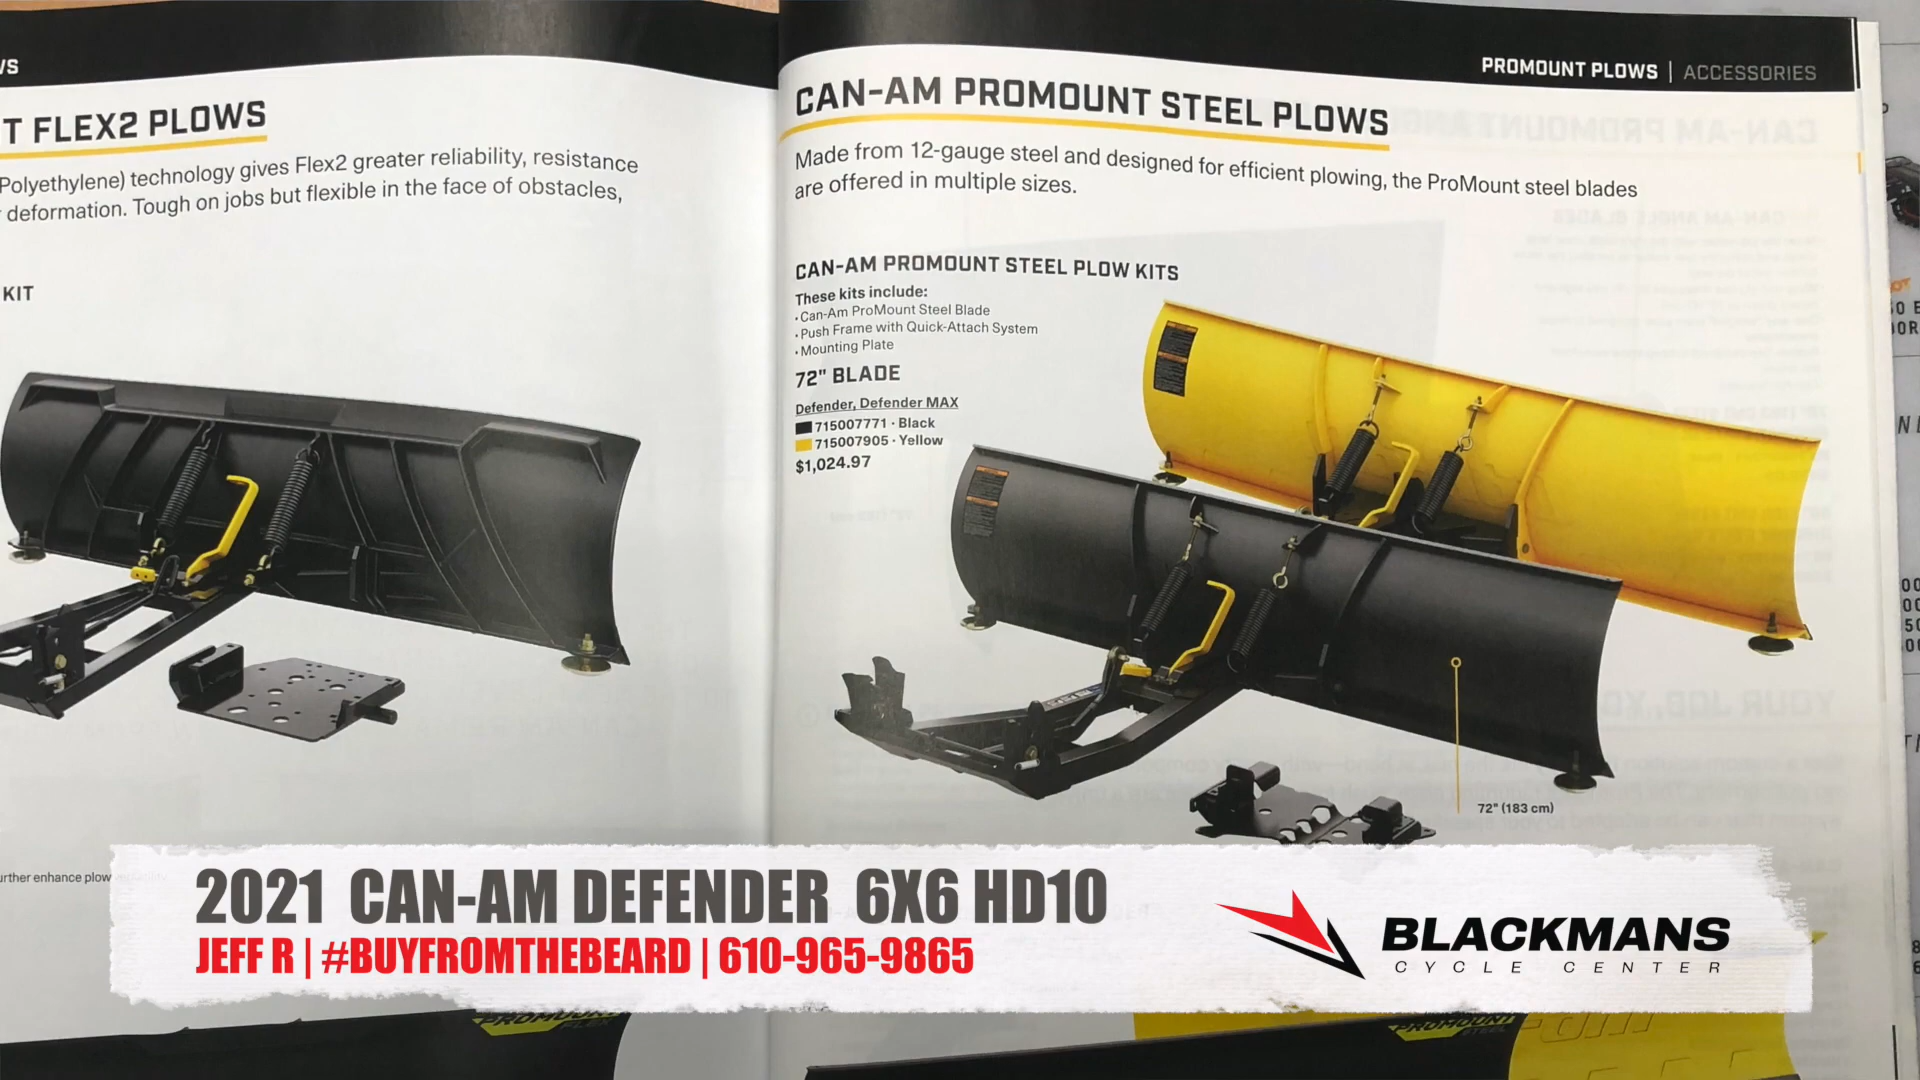 WS
T FLEX2 PLOWS
Polyethylene) technology gives Flex2 greater reliability, resistance
deformation. Tough on jobs but flexible in the face of obstacles,
KIT
urther enhance plow
PROMOUNT PLOWS | ACCESSORIES
CAN-AM PROMOUNT STEEL PLOWS
Made from 12-gauge steel and designed for efficient plowing, the ProMount steel blades
are offered in multiple sizes.
CAN-AM PROMOUNT STEEL PLOW KITS
These kits include:
• Can-Am ProMount Steel Blade
• Push Frame with Quick-Attach System
• Mounting Plate
72" BLADE
Defender, Defender MAX
715007771 · Black
715007905 · Yellow
$1,024.97
72" (183 cm)
2021 CAN-AM DEFENDER 6X6 HD10
JEFF R | #BUYFROMTHEBEARD | 610-965-9865
BLACKMANS
CYCLE CENTER
PROMOUNT
FLEX
PROMOUNT
STEEL